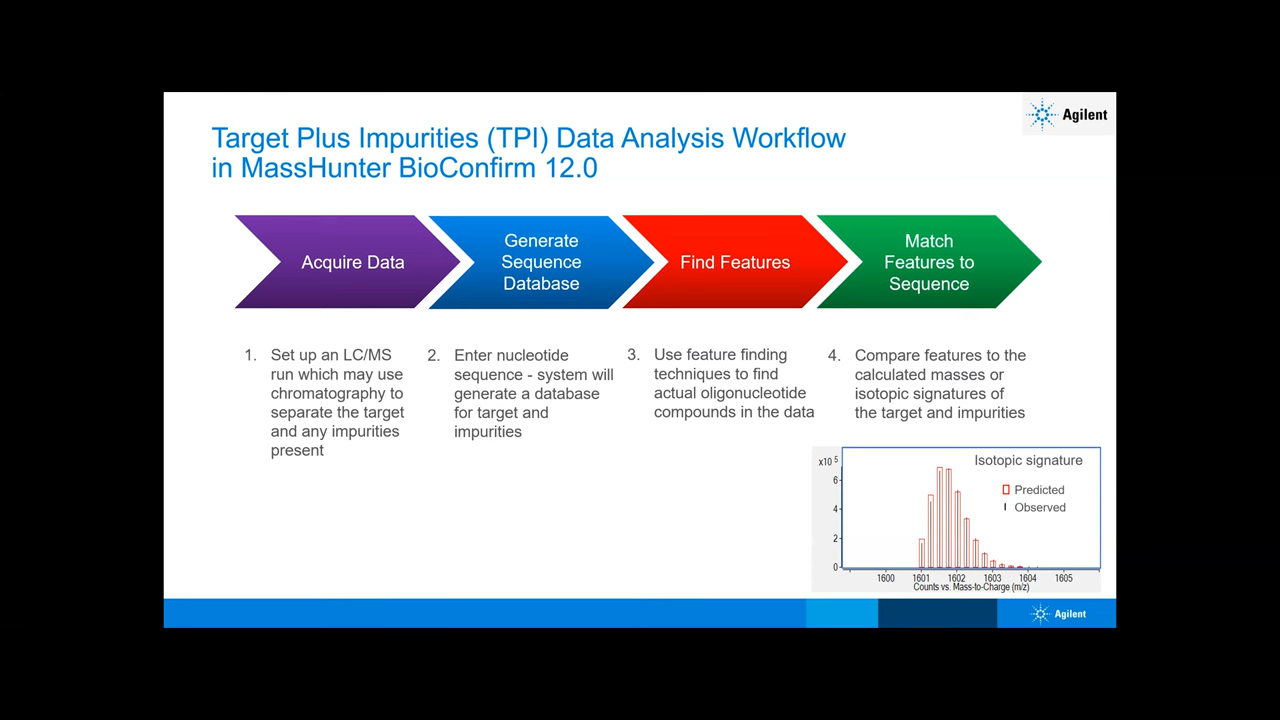 Agilent
Target Plus Impurities (TPI) Data Analysis Workflow
in MassHunter BioConfirm 12.0
Acquire Data
Generate
Sequence
Database
Find Features
Match
Features to
Sequence
1. Set up an LC/MS
run which may use
chromatography to
separate the target
and any impurities
present
2. Enter nucleotide
sequence - system will
generate a database
for target and
impurities
3. Use feature finding
techniques to find
actual oligonucleotide
compounds in the data
4. Compare features to the
calculated masses or
isotopic signatures of
the target and impurities
x10 5
Isotopic signature
Predicted
Observed
6
4
2
0
1600 1601 1602 1603 1604 1605
Counts vs. Mass-to-Charge (m/z)
Agilent